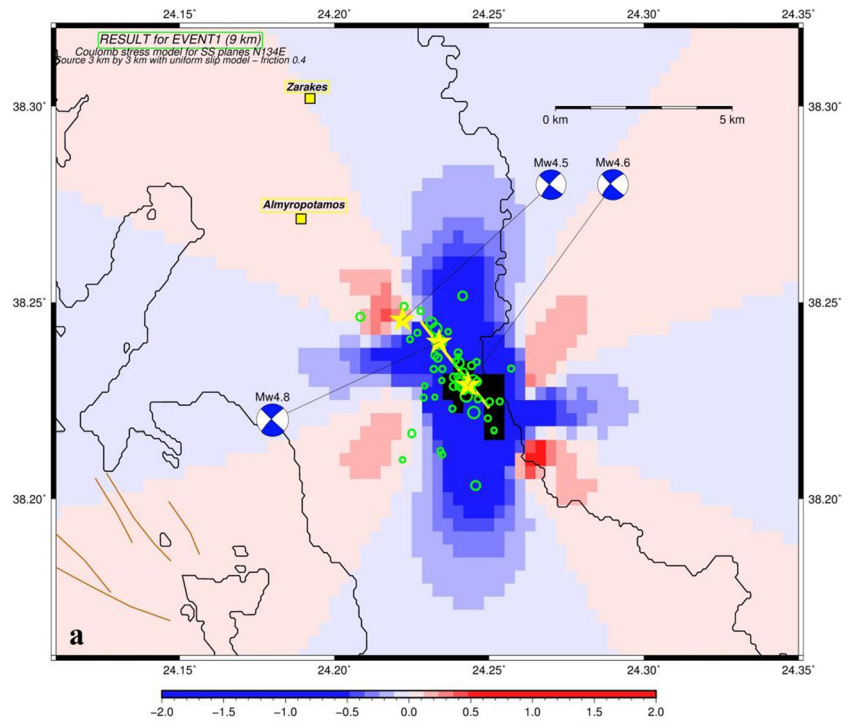 24.15° 24.20° 24.25° 24.30° 24.35°
RESULT for EVENT1 (9 km)
Coulomb stress model for SS planes N134E
Source 3 km by 3 km with uniform slip model – friction 0.4
Zarakes
38.30° 38.30°
0 km 5 km
Mw4.5 Mw4.6
Almyropotamos
38.25° 38.25°
Mw4.8
38.20° 38.20°
a
24.15° 24.20° 24.25° 24.30° 24.35°
−2.0 −1.5 −1.0 −0.5 0.0 0.5 1.0 1.5 2.0